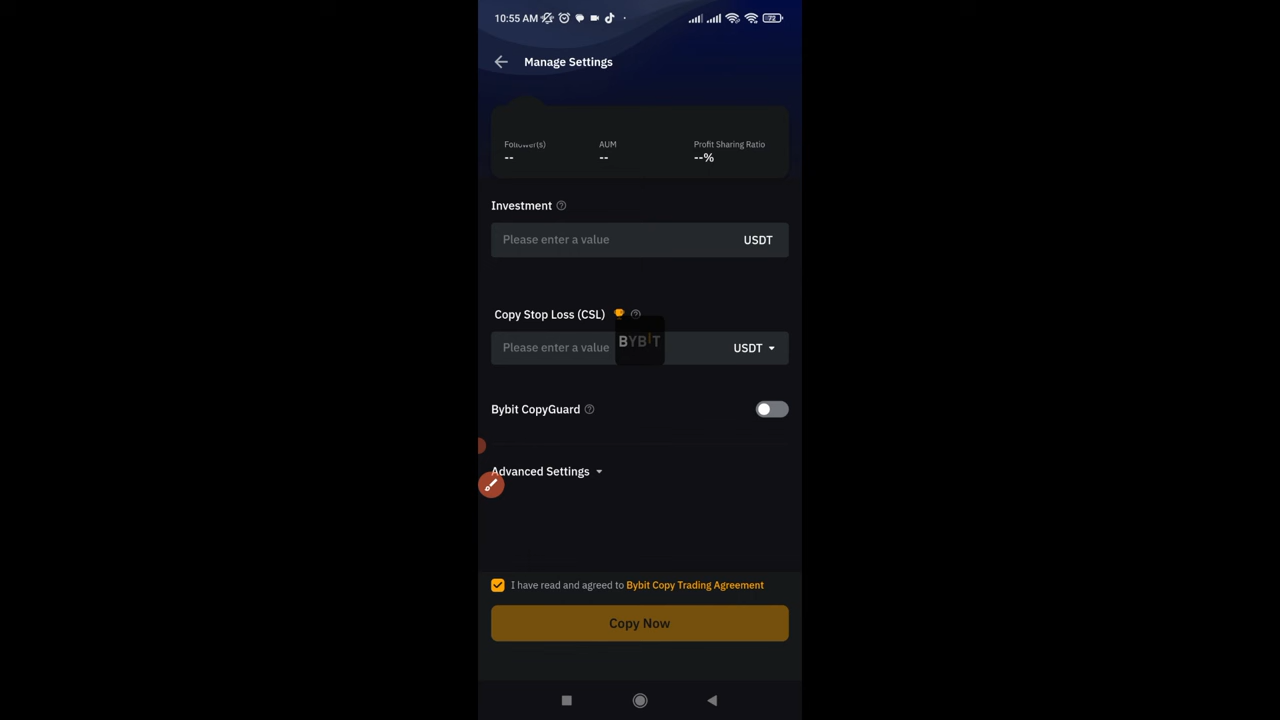 10:55 AM
72
Manage Settings
Follower(s) AUM Profit Sharing Ratio
-- -- --%
Investment
Please enter a value USDT
Copy Stop Loss (CSL)
BYBIT
Please enter a value USDT
Bybit CopyGuard
Advanced Settings
I have read and agreed to Bybit Copy Trading Agreement
Copy Now